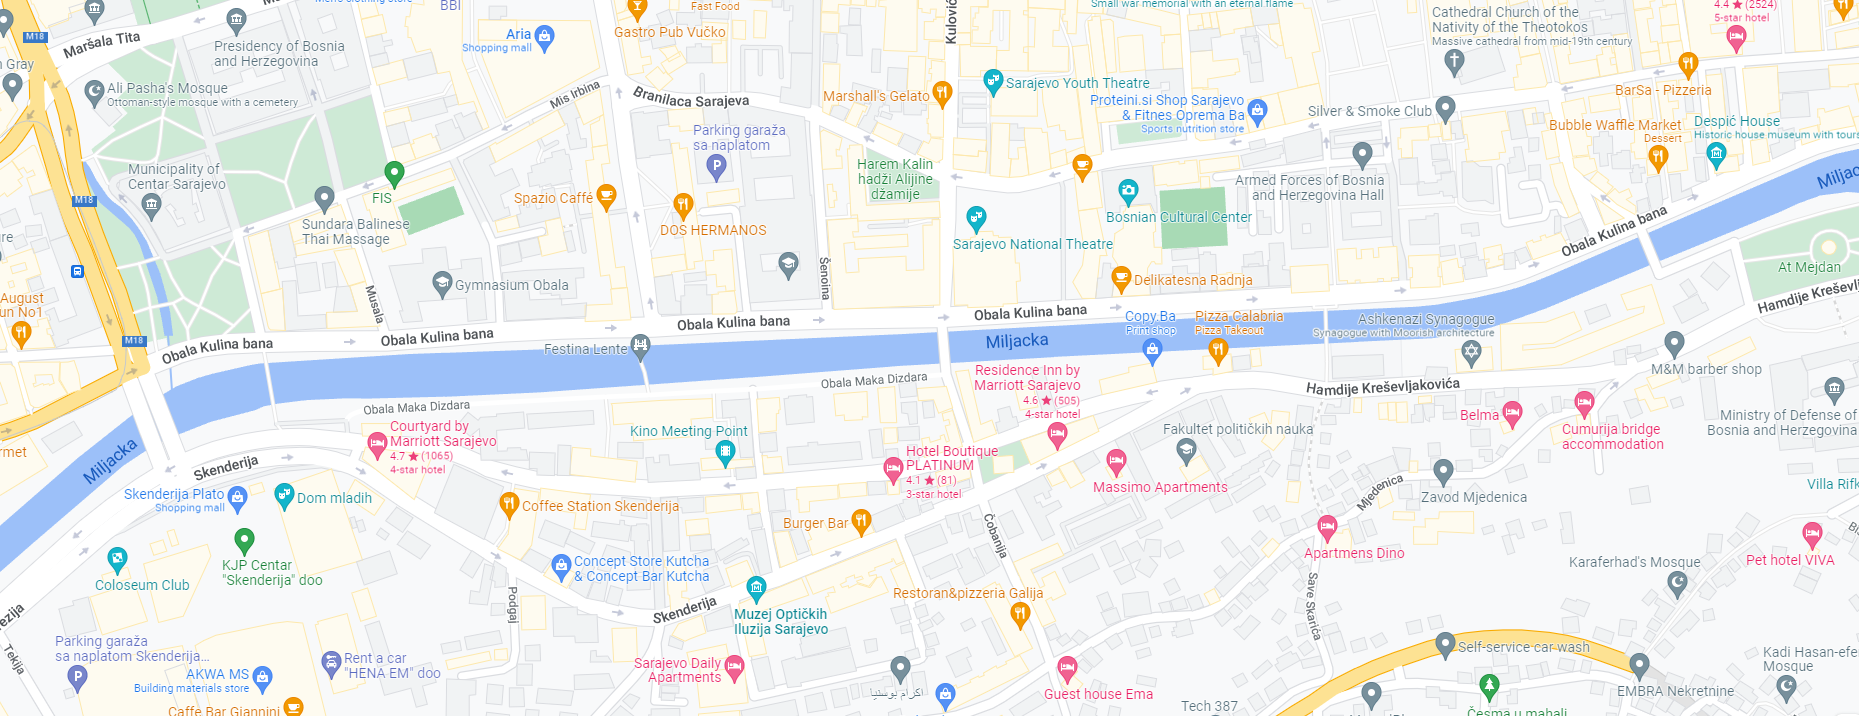 M18
Maršala Tita
Presidency of Bosnia
and Herzegovina
Men's clothing store
BBI
Aria
Shopping mall
Fast Food
Gastro Pub Vučko
Small war memorial with an eternal flame
Cathedral Church of the
Nativity of the Theotokos
Massive cathedral from mid-19th century
4.4 ★ (2524)
5-star hotel
Gray
Ali Pasha's Mosque
Ottoman-style mosque with a cemetery
Mis Irbina
Branilaca Sarajeva
Marshall's Gelato
Sarajevo Youth Theatre
Proteini.si Shop Sarajevo
& Fitnes Oprema Ba
Sports nutrition store
Silver & Smoke Club
BarSa - Pizzeria
Bubble Waffle Market
Dessert
Despić House
Historic house museum with tours
Parking garaža
sa naplatom
Municipality of
Centar Sarajevo
FIS
Harem Kalin
hadži Alijine
džamije
Armed Forces of Bosnia
and Herzegovina Hall
M18
Spazio Caffé
Sundara Balinese
Thai Massage
DOS HERMANOS
Bosnian Cultural Center
Sarajevo National Theatre
Obala Kulina bana
At Mejdan
Gymnasium Obala
Musala
Šenoina
Delikatesna Radnja
August
un No1
Hamdije Kreševlj
M18
Obala Kulina bana
Obala Kulina bana
Obala Kulina bana
Obala Kulina bana
Copy.Ba
Print shop
Pizza Calabria
Pizza Takeout
Ashkenazi Synagogue
Synagogue with Moorish architecture
Festina Lente
Miljacka
M&M barber shop
Residence Inn by
Marriott Sarajevo
4.6 ★ (505)
4-star hotel
Obala Maka Dizdara
Obala Maka Dizdara
Hamdije Kreševljakovića
Belma
Cumurija bridge
accommodation
Ministry of Defense of
Bosnia and Herzegovina
Courtyard by
Marriott Sarajevo
4.7 ★ (1065)
4-star hotel
Kino Meeting Point
Fakultet političkih nauka
Miljacka
Skenderija
Hotel Boutique
PLATINUM
4.1 ★ (81)
3-star hotel
Massimo Apartments
Mjedenica
Zavod Mjedenica
Villa Rifk
Skenderija Plato
Shopping mall
Dom mladih
Coffee Station Skenderija
Burger Bar
Čobanija
Apartmens Dino
Pet hotel VIVA
KJP Centar
"Skenderija" doo
Coloseum Club
Concept Store Kutcha
& Concept Bar Kutcha
Karaferhad's Mosque
Podgaj
Skenderija
Muzej Optičkih
Iluzija Sarajevo
Restoran&pizzeria Galija
Save Skarića
Tekija
Parking garaža
sa naplatom Skenderija...
Rent a car
"HENA EM" doo
AKWA MS
Building materials store
Caffe Bar Giannini
Sarajevo Daily
Apartments
Guest house Ema
Self-service car wash
Kadi Hasan-efe
Mosque
EMBRA Nekretnine
Tech 387
Česma u mahali